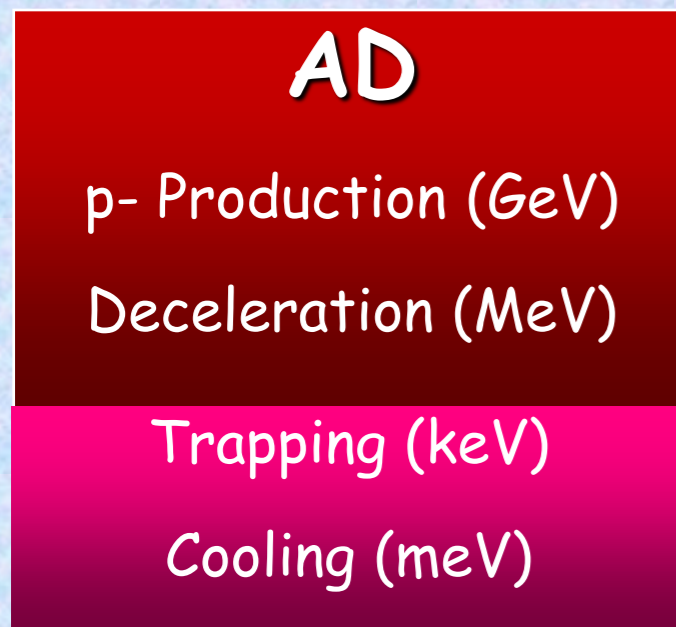 AD
p- Production (GeV)
Deceleration (MeV)
Trapping (keV)
Cooling (meV)